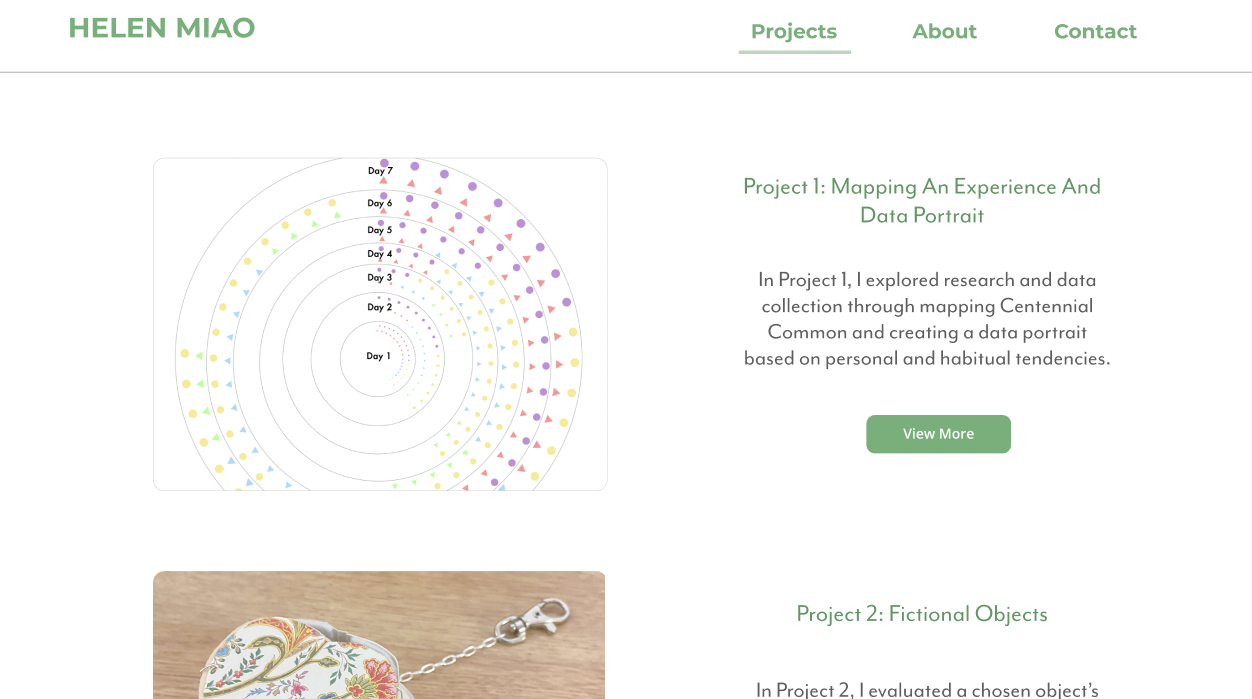 HELEN MIAO
Projects
About
Contact
Day 7
Day 6
Day 5
Day 4
Day 3
Day 2
Day 1
Project 1: Mapping An Experience And
Data Portrait
In Project 1, I explored research and data
collection through mapping Centennial
Common and creating a data portrait
based on personal and habitual tendencies.
View More
Project 2: Fictional Objects
In Project 2, I evaluated a chosen object’s